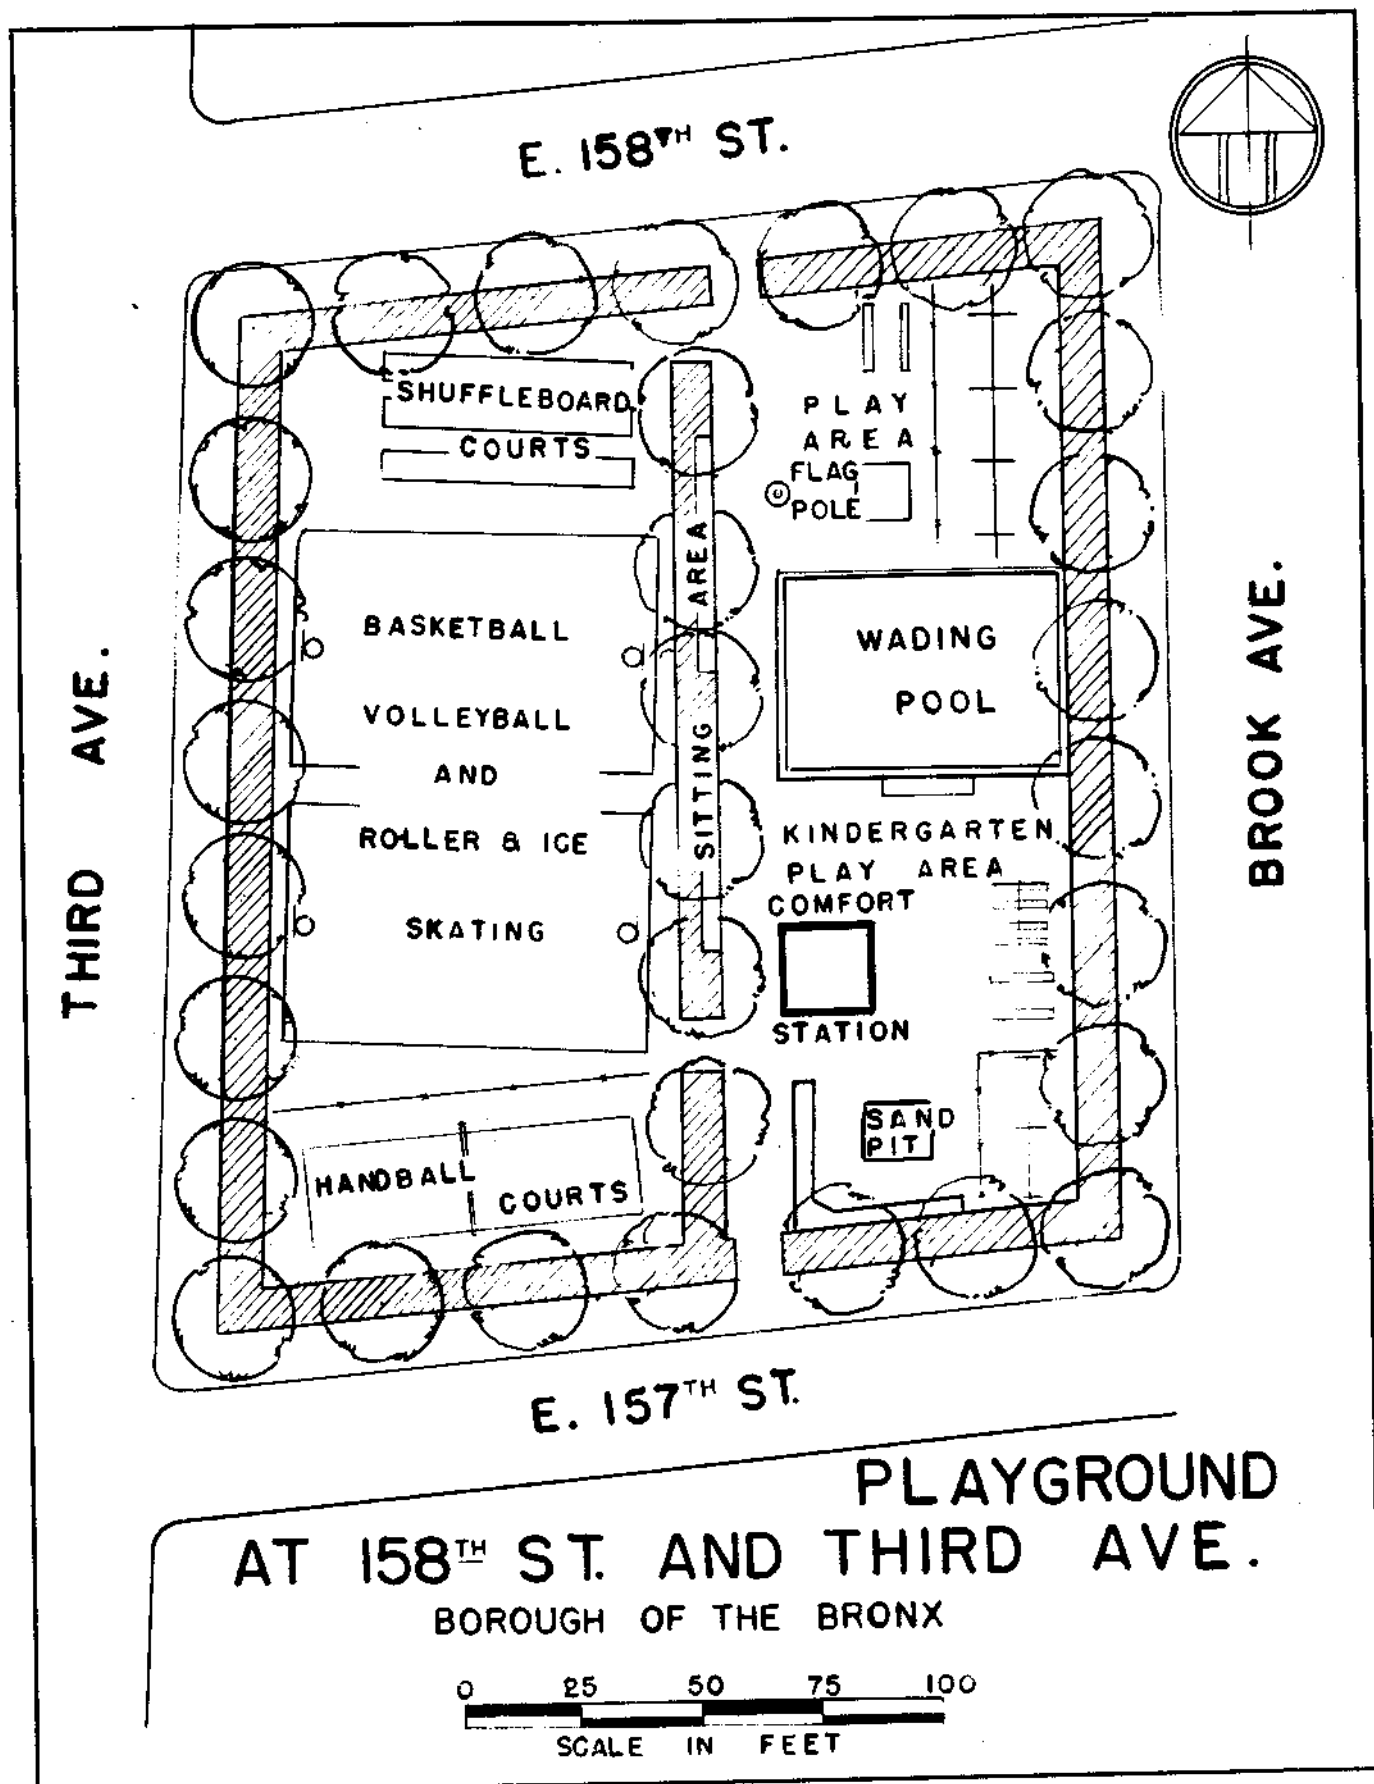 E. 158TH ST.
SHUFFLEBOARD
COURTS
PLAY
AREA
FLAG
POLE
SITTING AREA
BASKETBALL
VOLLEYBALL
AND
ROLLER & ICE
SKATING
WADING
POOL
KINDERGARTEN
PLAY AREA
COMFORT
STATION
SAND
PIT
HANDBALL
COURTS
THIRD AVE.
BROOK AVE.
E. 157TH ST.
PLAYGROUND
AT 158TH ST. AND THIRD AVE.
BOROUGH OF THE BRONX
0 25 50 75 100
SCALE IN FEET